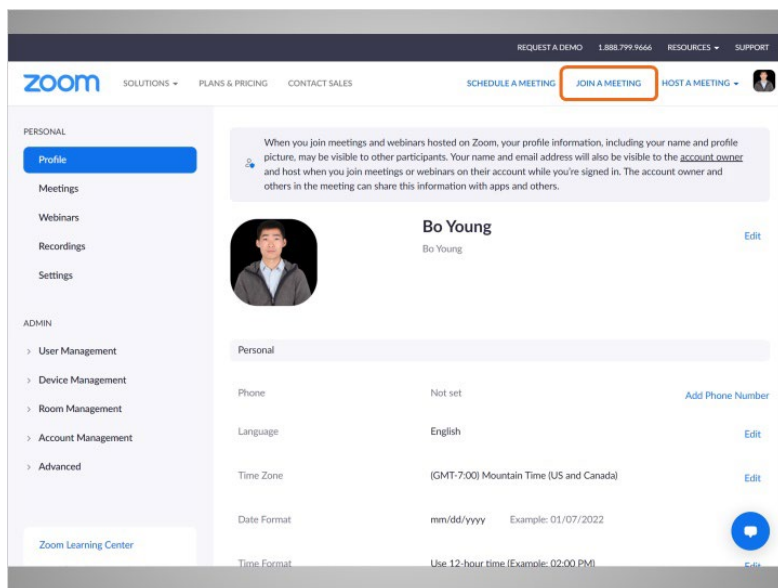 REQUEST A DEMO 1.888.799.9666 RESOURCES SUPPORT
zoom SOLUTIONS PLANS & PRICING CONTACT SALES SCHEDULE A MEETING JOIN A MEETING HOST A MEETING
PERSONAL
Profile
Meetings
Webinars
Recordings
Settings
ADMIN
User Management
Device Management
Room Management
Account Management
Advanced
Zoom Learning Center
When you join meetings and webinars hosted on Zoom, your profile information, including your name and profile
picture, may be visible to other participants. Your name and email address will also be visible to the account owner
and host when you join meetings or webinars on their account while you're signed in. The account owner and
others in the meeting can share this information with apps and others.
Bo Young
Edit
Bo Young
Personal
Phone Not set Add Phone Number
Language English Edit
Time Zone (GMT-7:00) Mountain Time (US and Canada) Edit
Date Format mm/dd/yyyy Example: 01/07/2022
Time Format Use 12-hour time (Example: 02:00 PM) Edit